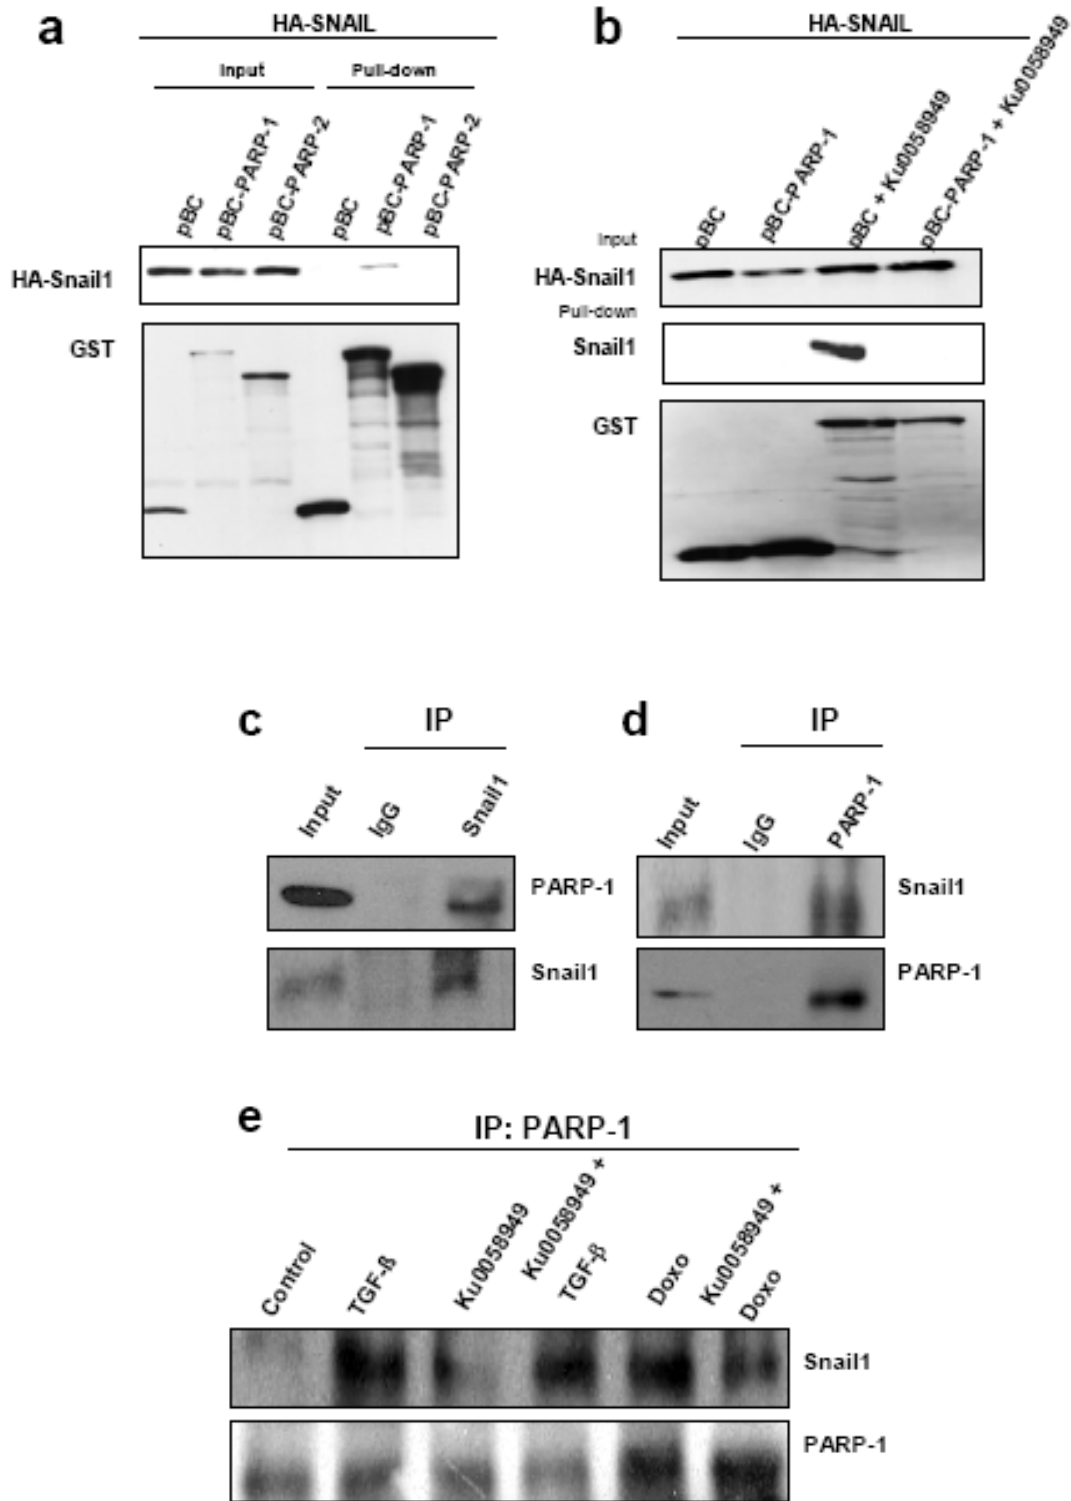 a
HA-SNAIL
Input
Pull-down
pBC
pBC-PARP-1
pBC-PARP-2
pBC
pBC-PARP-1
pBC-PARP-2
HA-Snail1
GST
b
HA-SNAIL
pBC
pBC-PARP-1
pBC + Ku0058949
pBC-PARP-1 + Ku0058949
Input
HA-Snail1
Pull-down
Snail1
GST
c
IP
Input
IgG
Snail1
PARP-1
Snail1
d
IP
Input
IgG
PARP-1
Snail1
PARP-1
e
IP: PARP-1
Control
TGF-ß
Ku0058949
Ku0058949 +
TGF-β
Doxo
Ku0058949 +
Doxo
Snail1
PARP-1